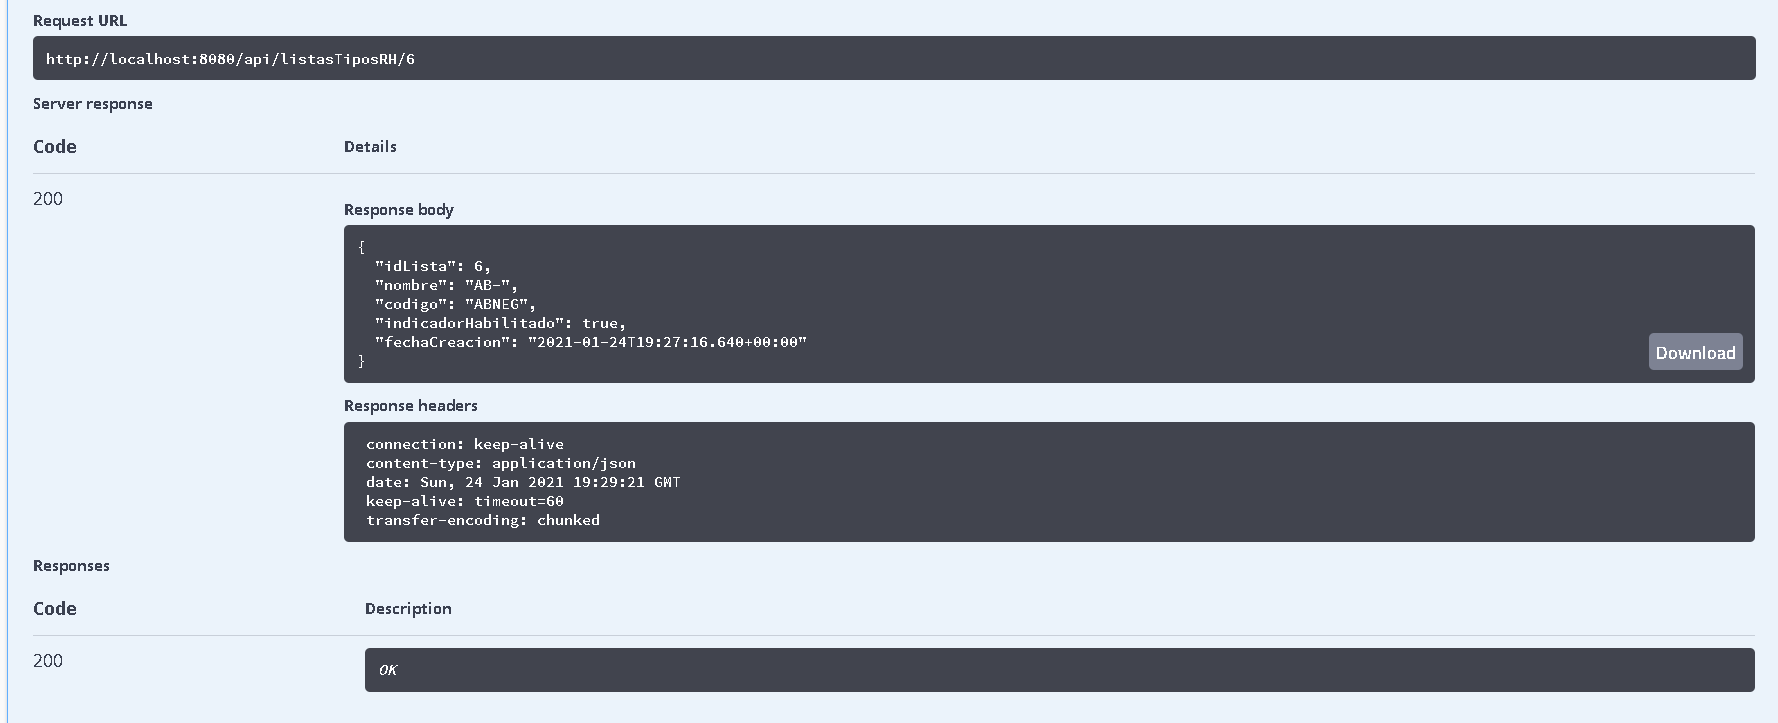 Request URL
http://localhost:8080/api/listasTiposRH/6
Server response
Code Details
200
Response body
{
"idLista": 6,
"nombre": "AB-",
"codigo": "ABNEG",
"indicadorHabilitado": true,
"fechaCreacion": "2021-01-24T19:27:16.640+00:00"
}
Download
Response headers
connection: keep-alive
content-type: application/json
date: Sun, 24 Jan 2021 19:29:21 GMT
keep-alive: timeout=60
transfer-encoding: chunked
Responses
Code Description
200 OK